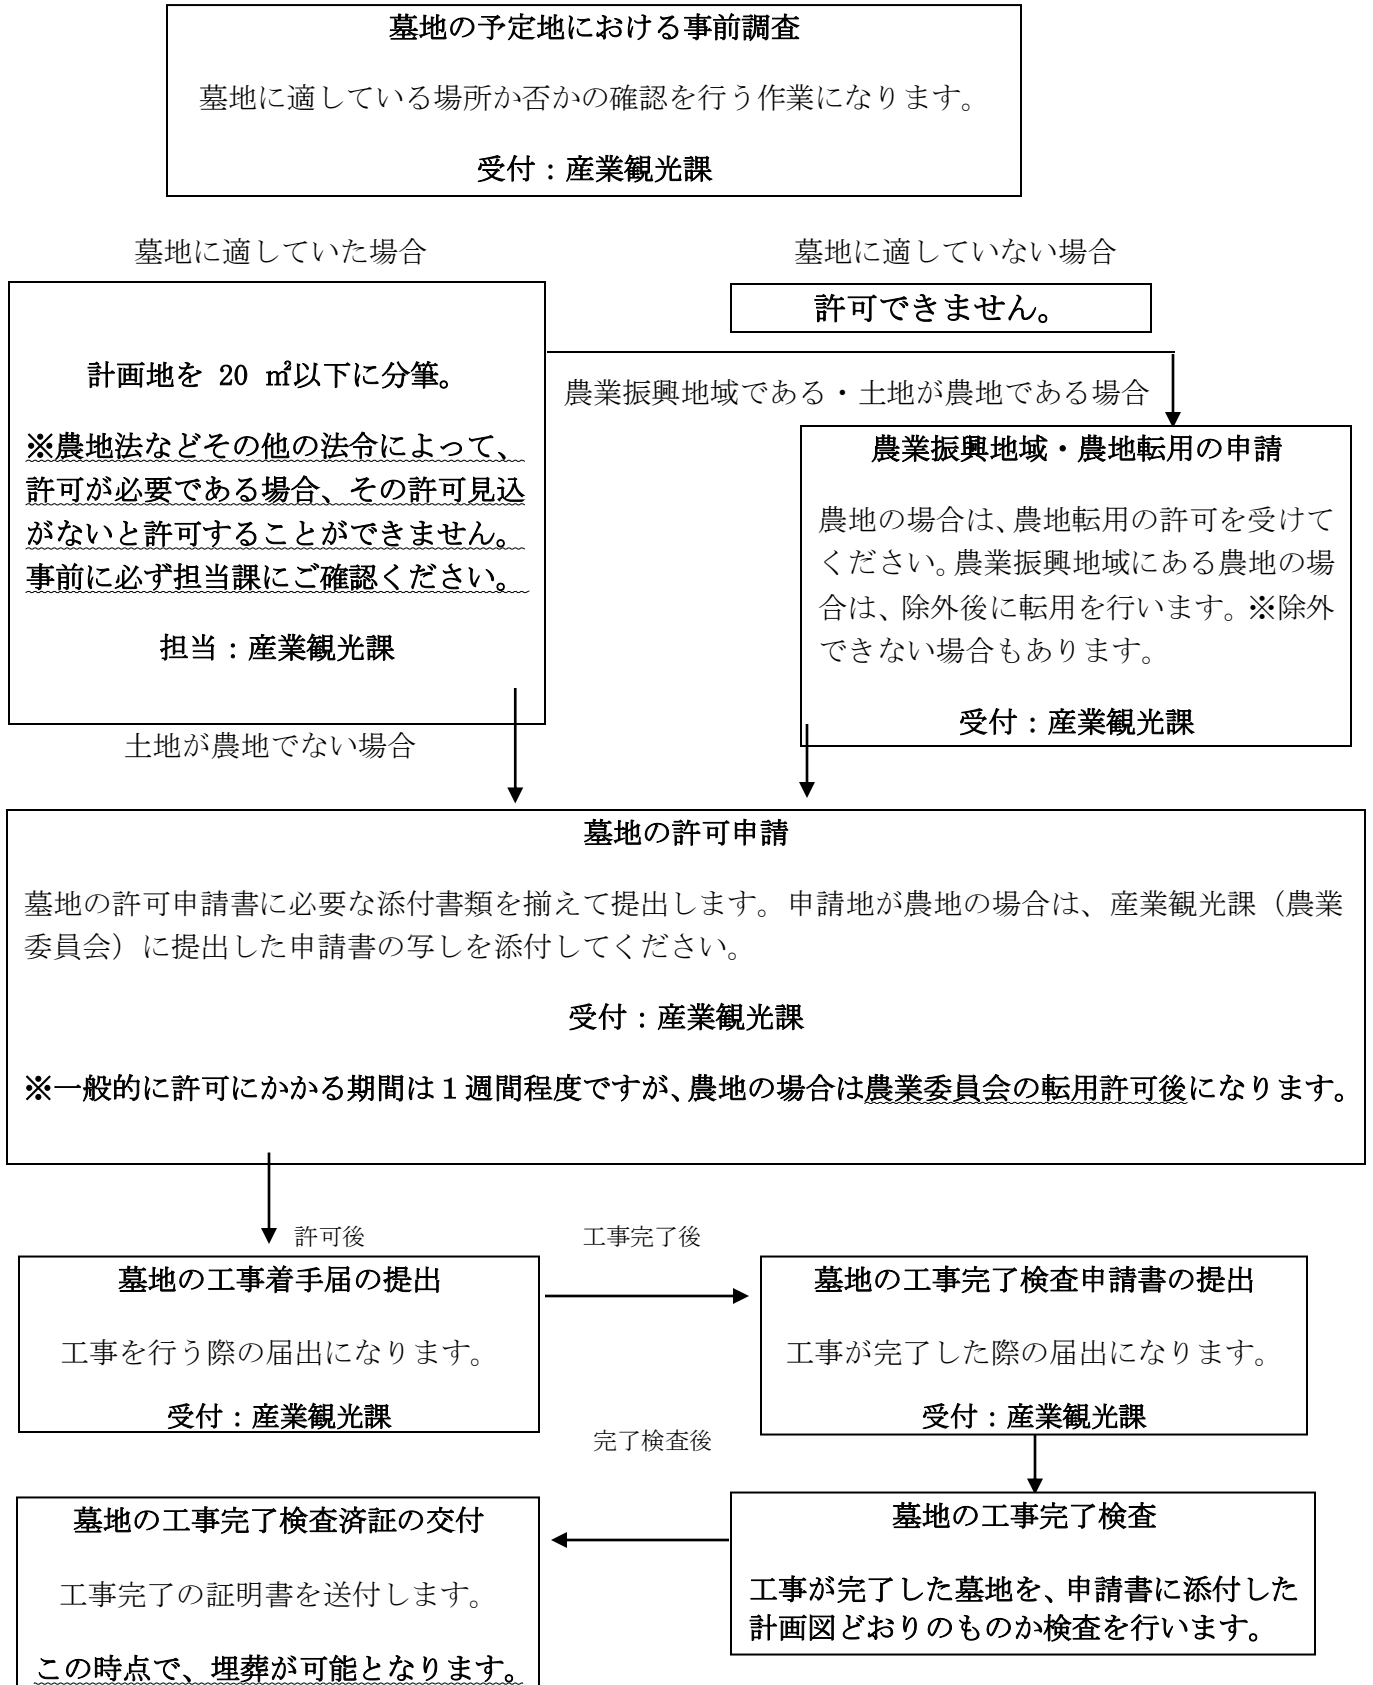 墓地の予定地における事前調査
墓地に適している場所か否かの確認を行う作業になります。
受付：産業観光課
墓地に適していた場合
墓地に適していない場合
許可できません。
計画地を 20 ㎡以下に分筆。
※農地法などその他の法令によって、
許可が必要である場合、その許可見込
がないと許可することができません。
事前に必ず担当課にご確認ください。
担当：産業観光課
農業振興地域である・土地が農地である場合
農業振興地域・農地転用の申請
農地の場合は、農地転用の許可を受けて
ください。農業振興地域にある農地の場
合は、除外後に転用を行います。※除外
できない場合もあります。
受付：産業観光課
土地が農地でない場合
墓地の許可申請
墓地の許可申請書に必要な添付書類を揃えて提出します。申請地が農地の場合は、産業観光課（農業
委員会）に提出した申請書の写しを添付してください。
受付：産業観光課
※一般的に許可にかかる期間は１週間程度ですが、農地の場合は農業委員会の転用許可後になります。
許可後
工事完了後
墓地の工事着手届の提出
工事を行う際の届出になります。
受付：産業観光課
墓地の工事完了検査申請書の提出
工事が完了した際の届出になります。
受付：産業観光課
完了検査後
墓地の工事完了検査済証の交付
工事完了の証明書を送付します。
この時点で、埋葬が可能となります。
墓地の工事完了検査
工事が完了した墓地を、申請書に添付した
計画図どおりのものか検査を行います。